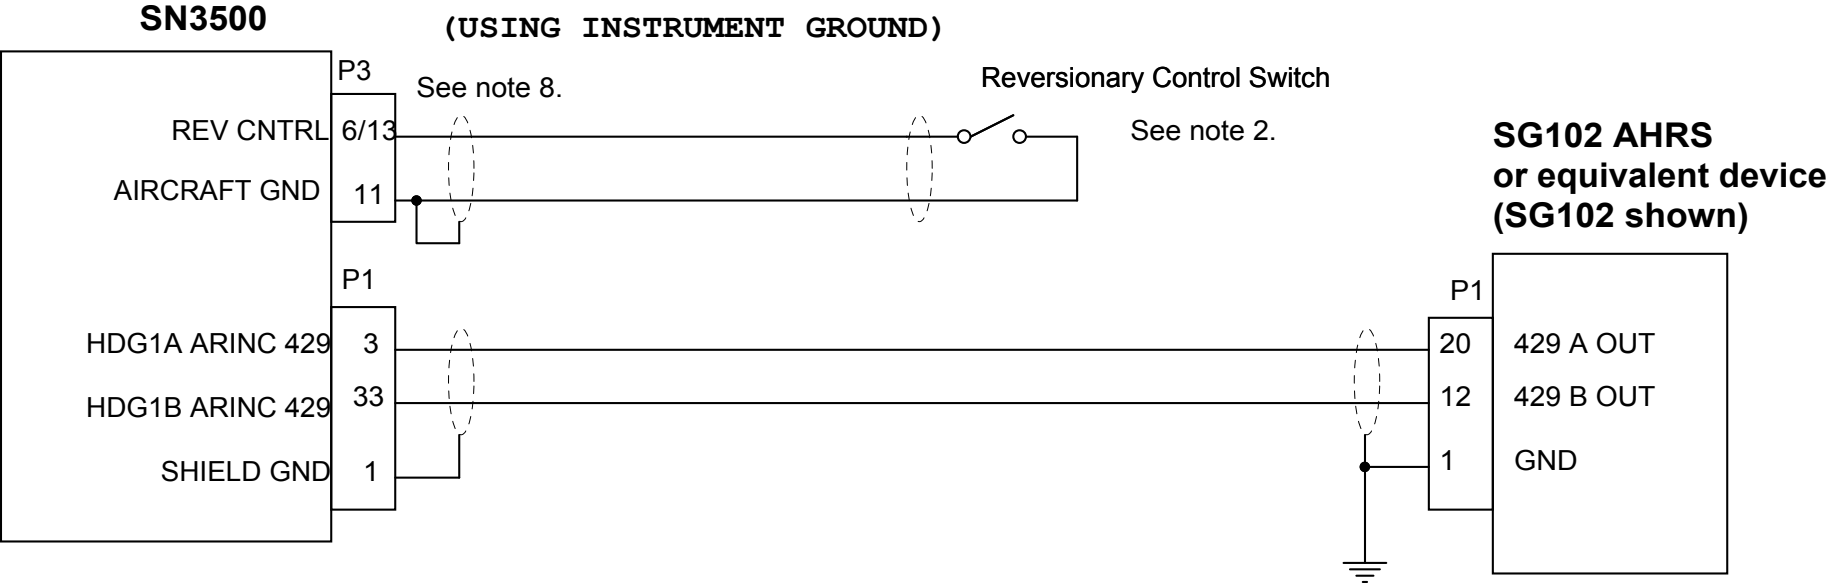 SN3500
(USING INSTRUMENT GROUND)
P3
See note 8.
Reversionary Control Switch
REV CNTRL 6/13
See note 2.
AIRCRAFT GND 11
SG102 AHRS
or equivalent device
(SG102 shown)
P1
P1
HDG1A ARINC 429 3
20 429 A OUT
HDG1B ARINC 429 33
12 429 B OUT
SHIELD GND 1
1 GND